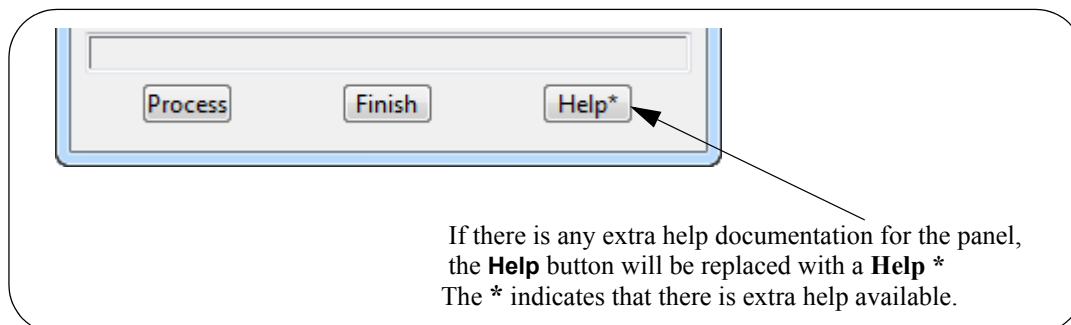 Process Finish Help*
If there is any extra help documentation for the panel,
the Help button will be replaced with a Help *
The * indicates that there is extra help available.